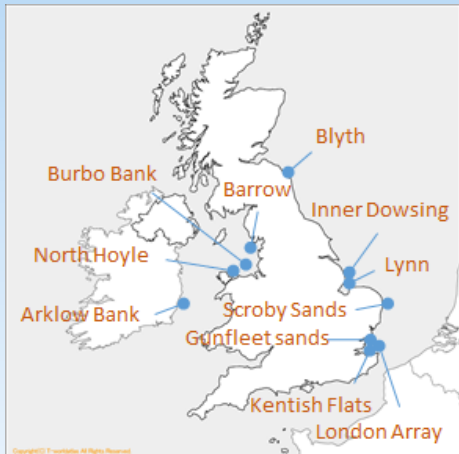 Blyth
Burbo Bank
Barrow
Inner Dowsing
North Hoyle
Lynn
Arklow Bank
Scroby Sands
Gunfleet sands
Kentish Flats
London Array